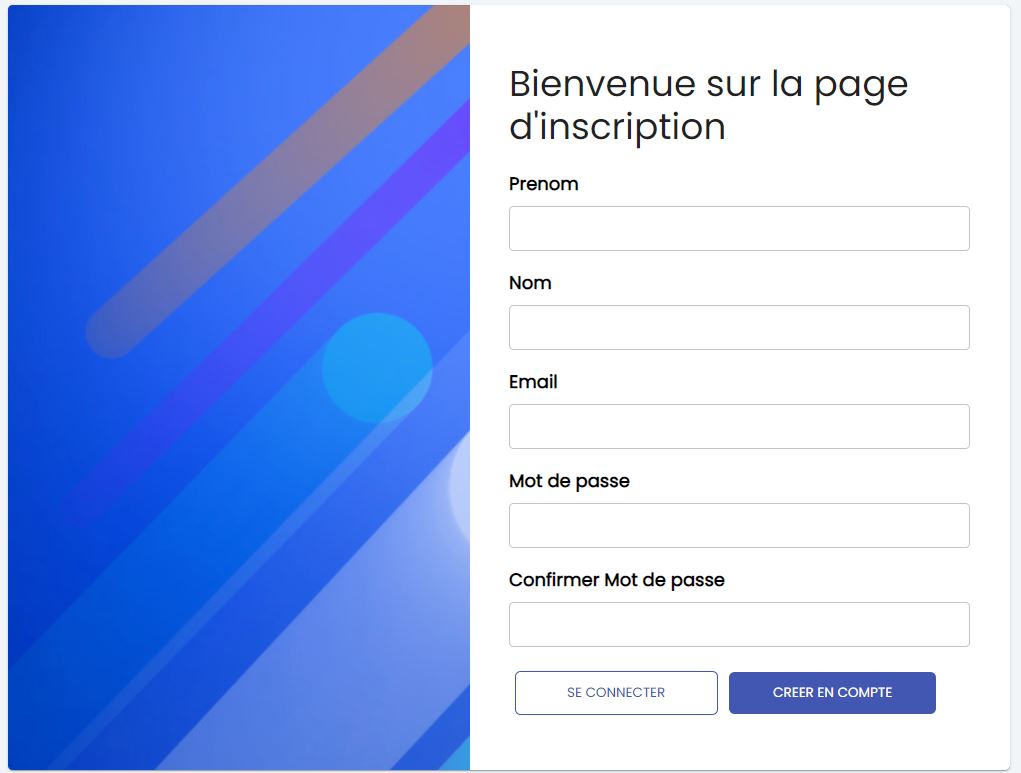 Bienvenue sur la page
d'inscription
Prenom
Nom
Email
Mot de passe
Confirmer Mot de passe
SE CONNECTER
CREER EN COMPTE